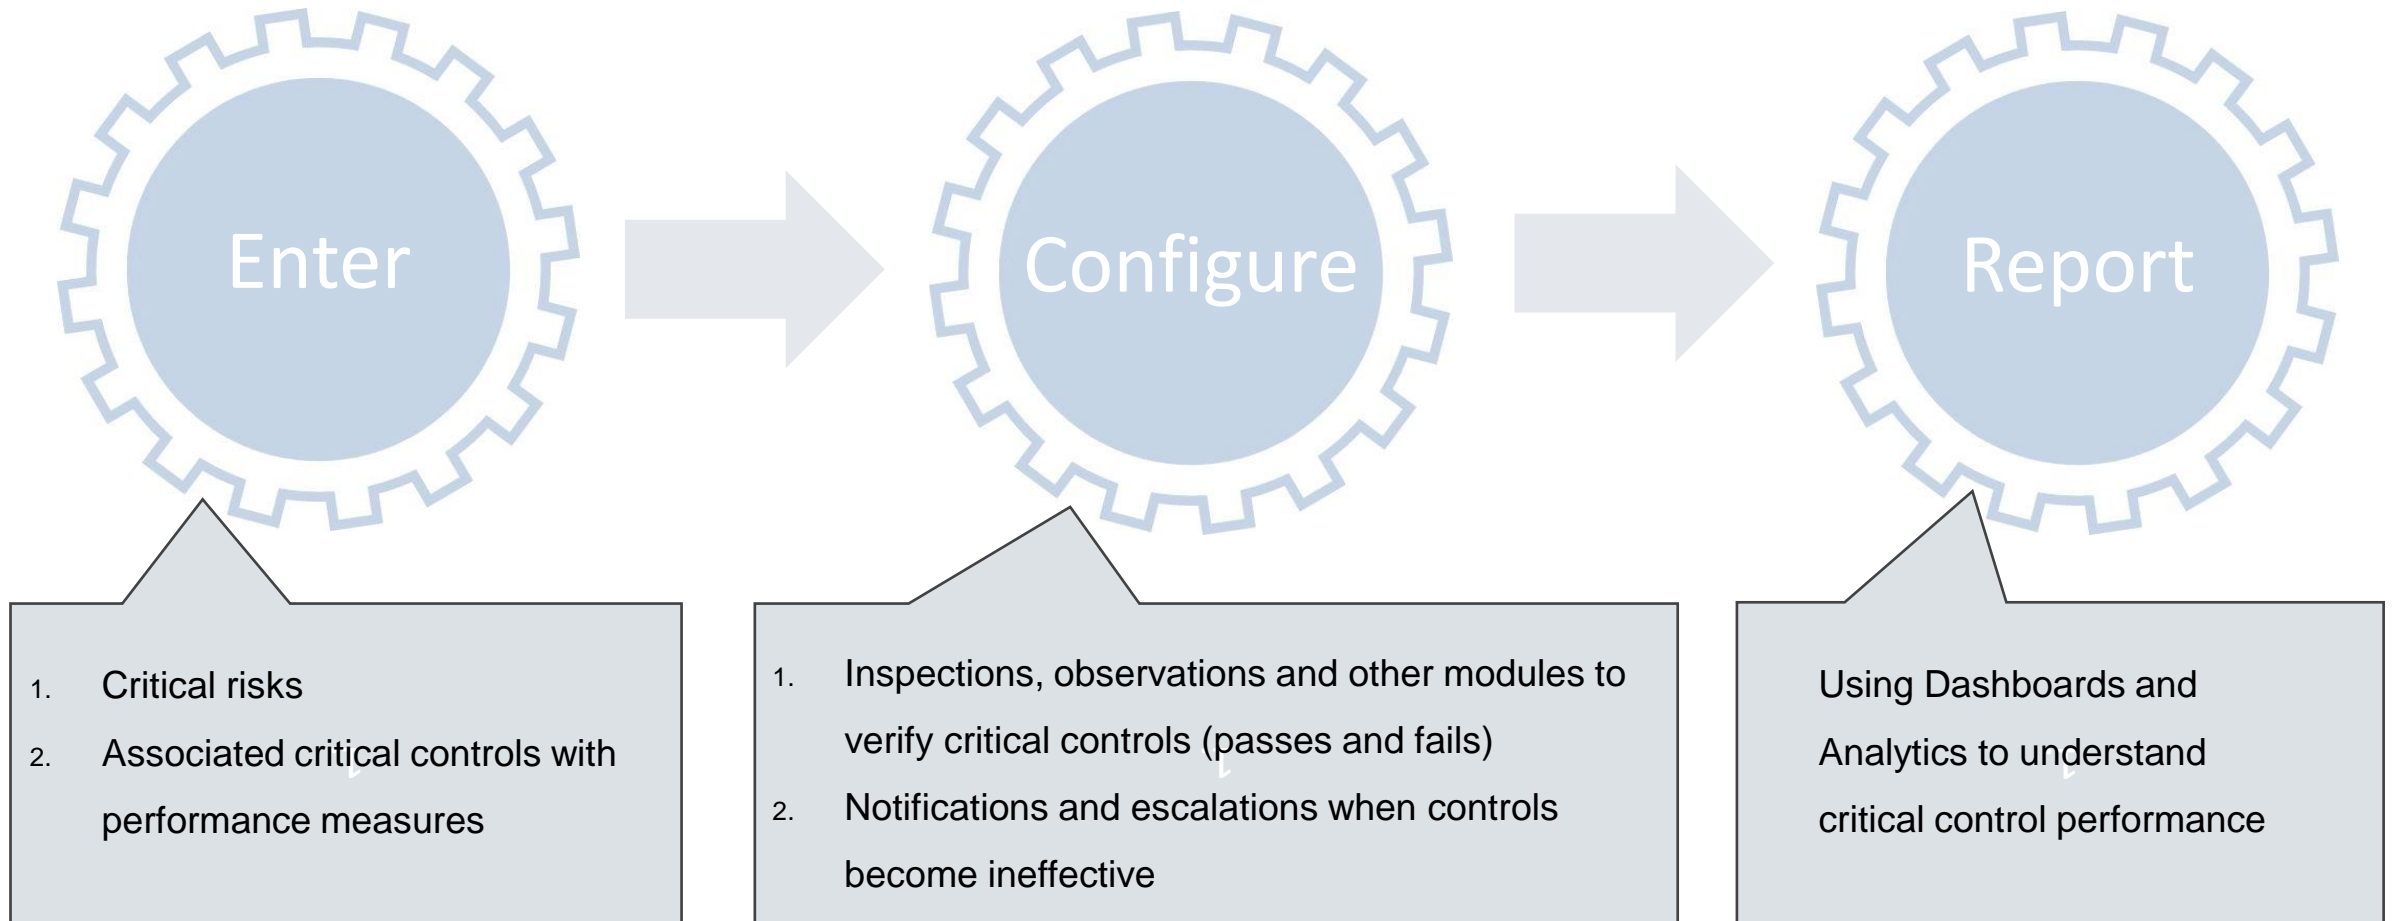 Enter
Configure
Report
1. Critical risks
2. Associated critical controls with
performance measures
1. Inspections, observations and other modules to
verify critical controls (passes and fails)
2. Notifications and escalations when controls
become ineffective
Using Dashboards and
Analytics to understand
critical control performance